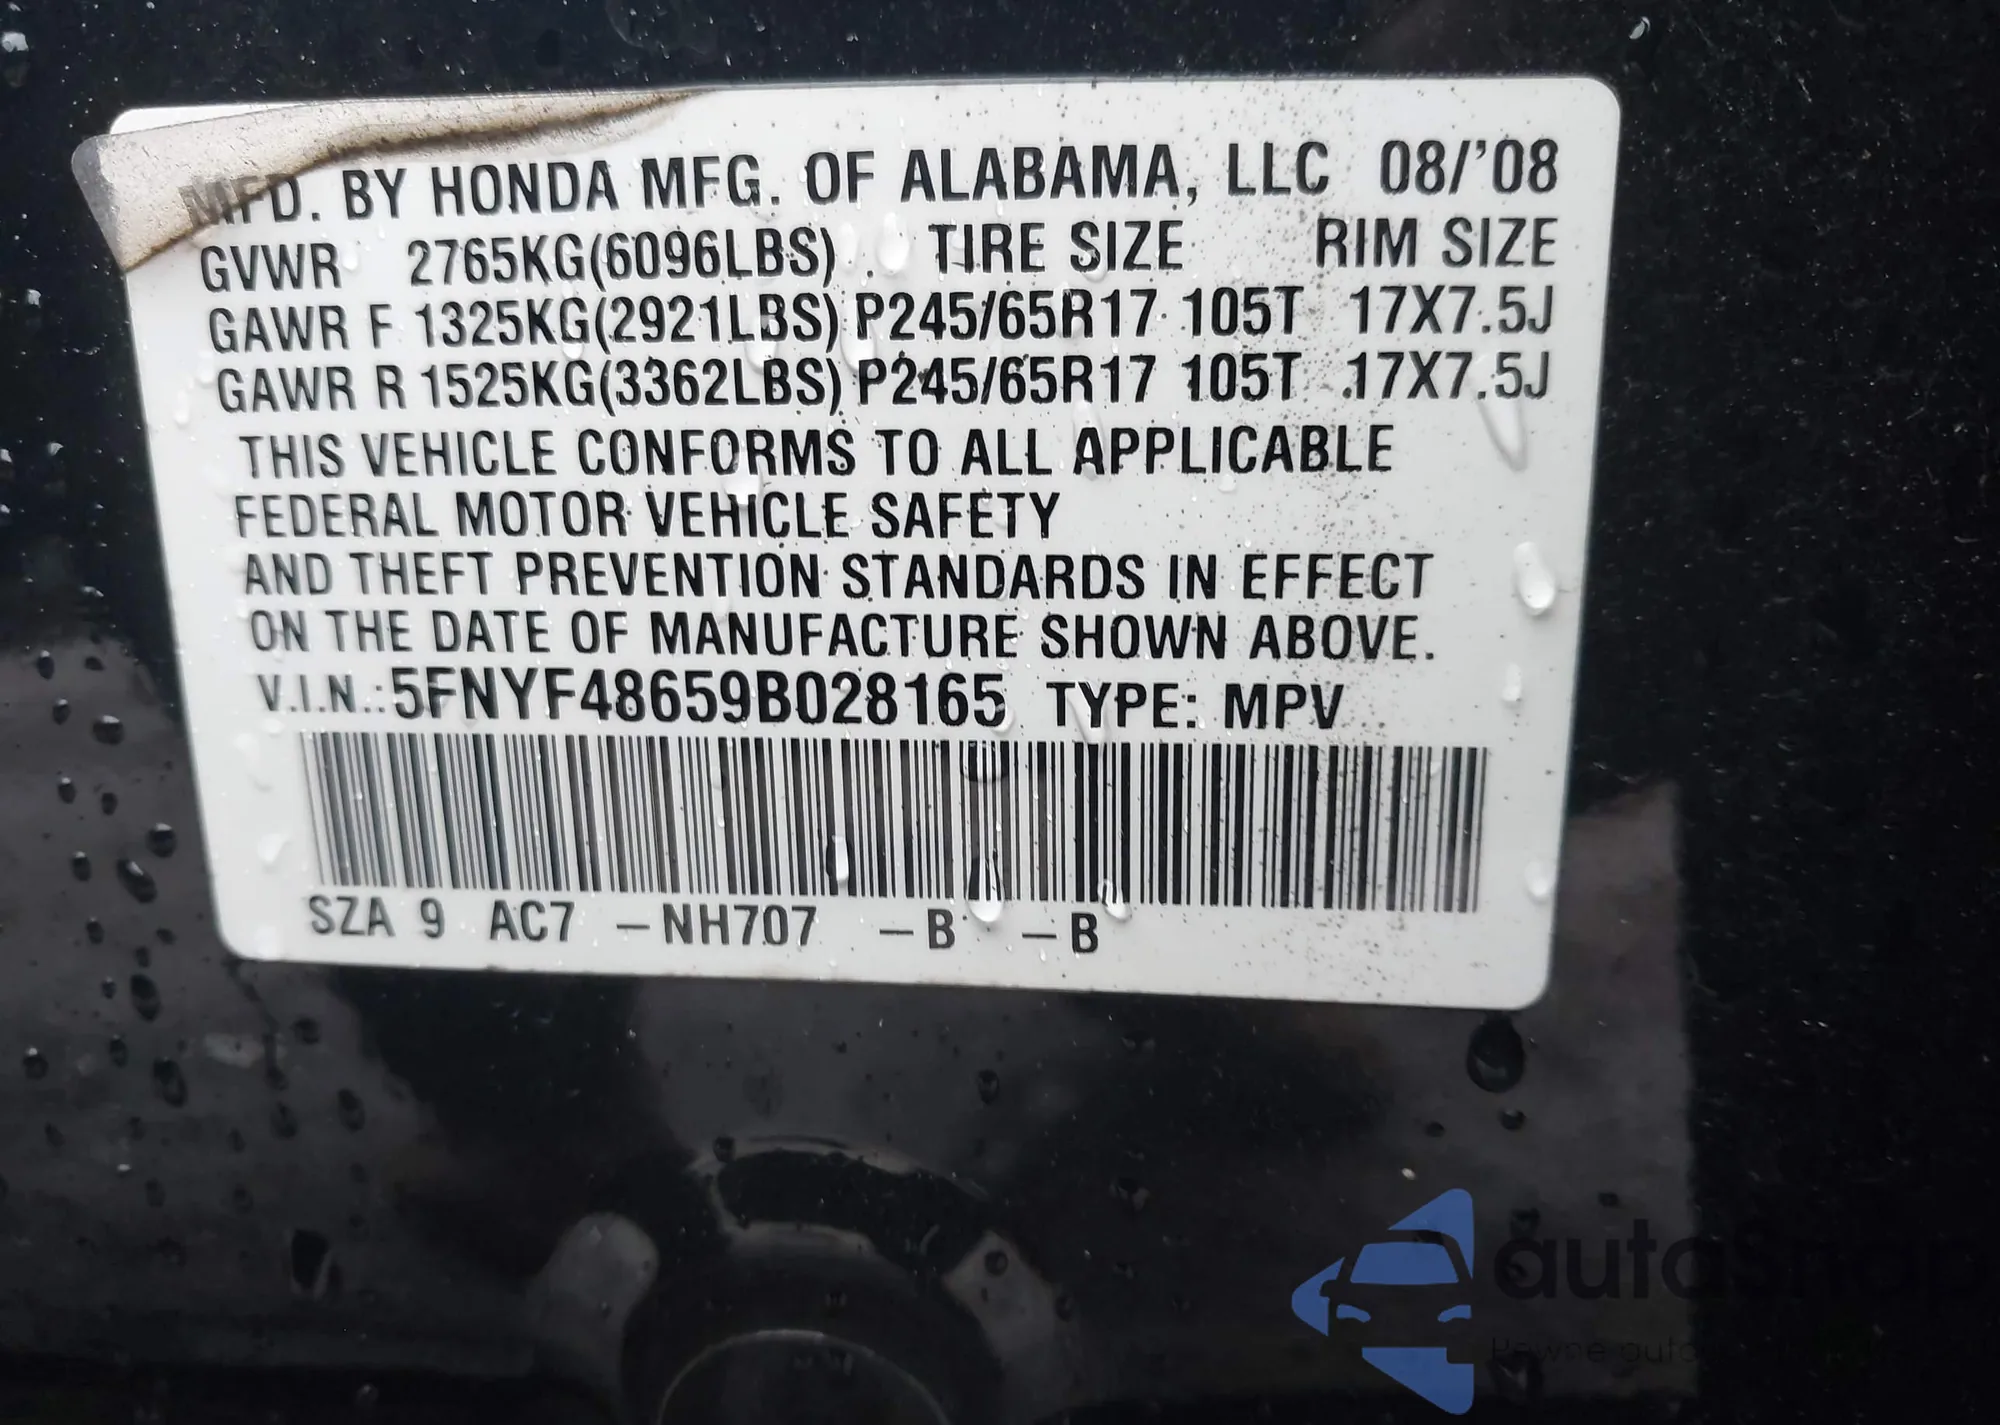 MFD. BY HONDA MFG. OF ALABAMA, LLC 08/'08
GVWR 2765KG(6096LBS) TIRE SIZE RIM SIZE
GAWR F 1325KG(2921LBS) P245/65R17 105T 17X7.5J
GAWR R 1525KG(3362LBS) P245/65R17 105T 17X7.5J
THIS VEHICLE CONFORMS TO ALL APPLICABLE
FEDERAL MOTOR VEHICLE SAFETY
AND THEFT PREVENTION STANDARDS IN EFFECT
ON THE DATE OF MANUFACTURE SHOWN ABOVE.
V.I.N.:5FNYF48659B028165 TYPE: MPV
SZA 9 AC7 –NH707 –B –B
autashop